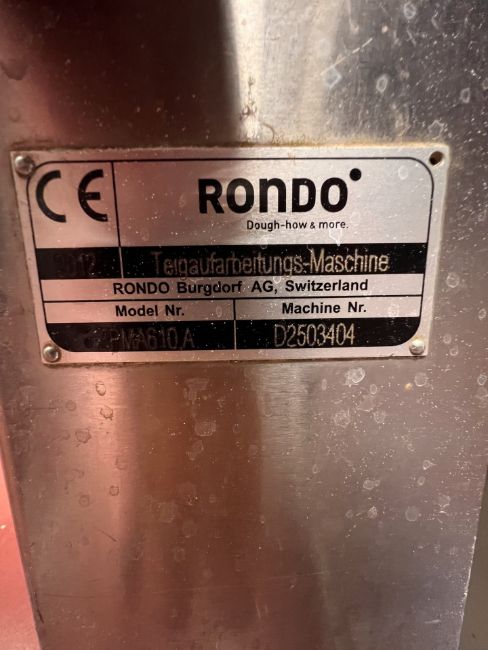 CE
RONDO
Dough-how & more.
Teigaufarbeitungs-Maschine
RONDO Burgdorf AG, Switzerland
Model Nr. Machine Nr.
D2503404